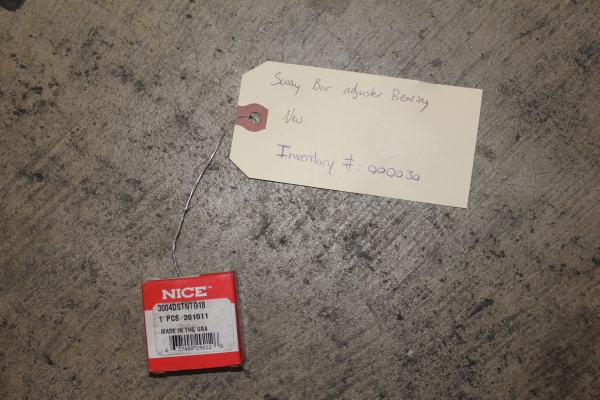 Sway Bar adjuster Bearing
New
Inventory #: 000030
NICE
3004DSTNTG18
1 PCS 201011
MADE IN THE USA